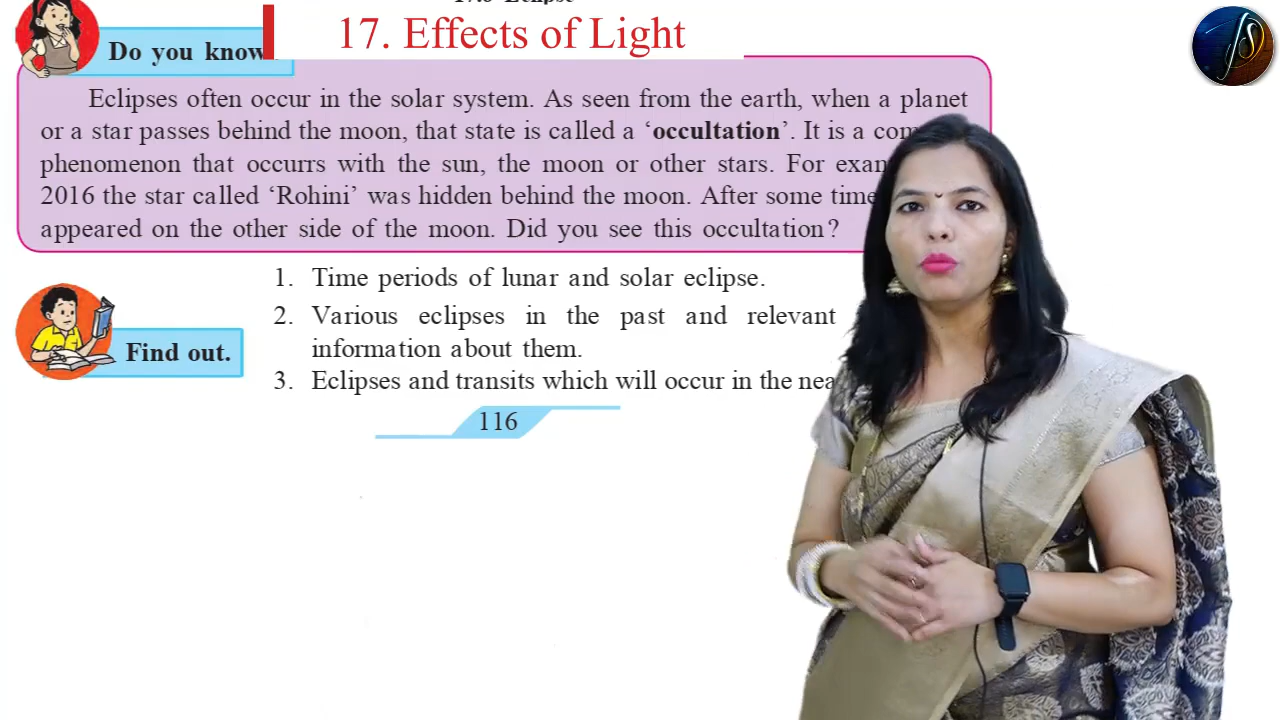 17. Effects of Light
Do you know
Eclipses often occur in the solar system. As seen from the earth, when a planet
or a star passes behind the moon, that state is called a ‘occultation’. It is a com
phenomenon that occurrs with the sun, the moon or other stars. For exam
2016 the star called ‘Rohini’ was hidden behind the moon. After some time
appeared on the other side of the moon. Did you see this occultation?
Find out.
1. Time periods of lunar and solar eclipse.
2. Various eclipses in the past and relevant
information about them.
3. Eclipses and transits which will occur in the nea
116